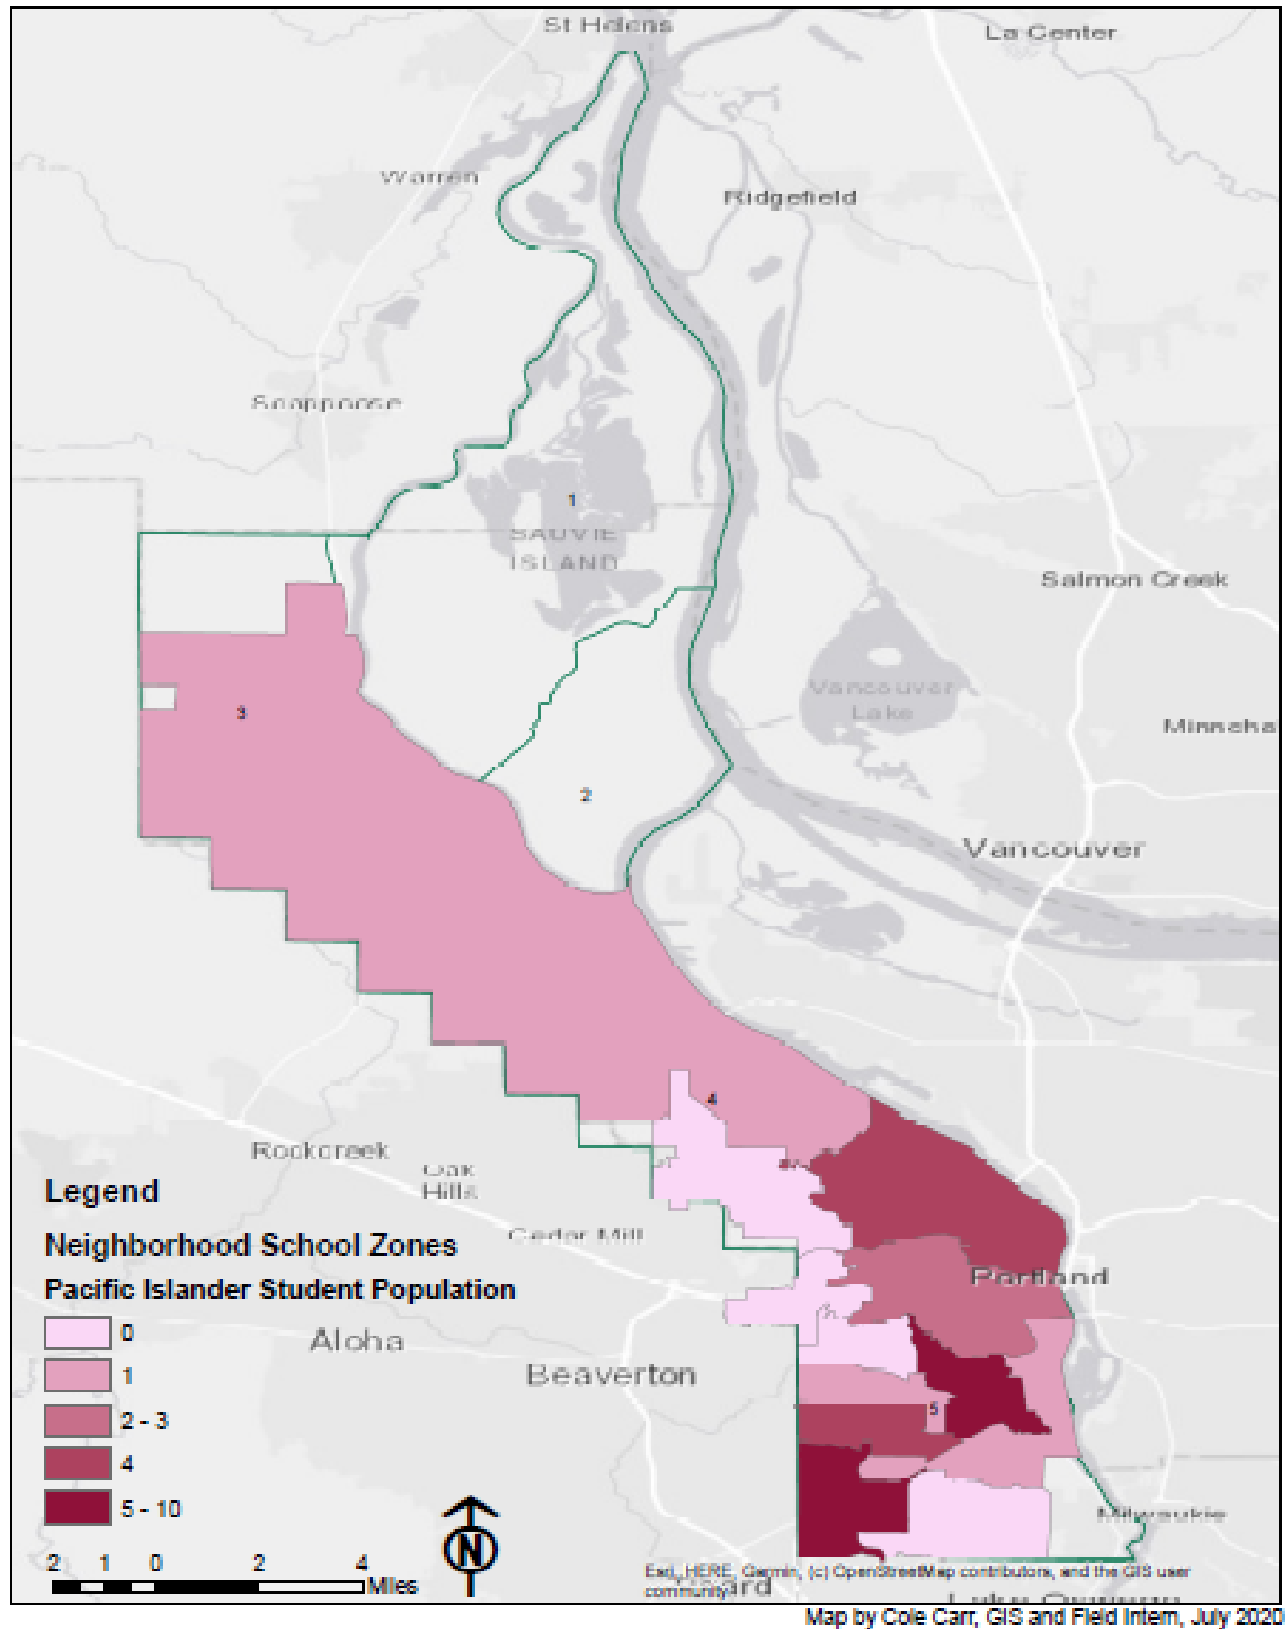 St Helens
La Center
Warren
Ridgefield
Scappoose
1
SAUVIE
ISLAND
Salmon Creek
Vancouver
Lake
3
Minneha
2
Vancouver
4
Rockcreek
Oak
Hills
Legend
Cedar Mill
Neighborhood School Zones
Portland
Pacific Islander Student Population
0
Aloha
1
Beaverton
5
2 - 3
4
5 - 10
Milwaukie
N
2 1 0 2 4
Miles
Esri, HERE, Garmin, (c) OpenStreetMap contributors, and the GIS user
community
Map by Cole Carr, GIS and Field Intern, July 2020